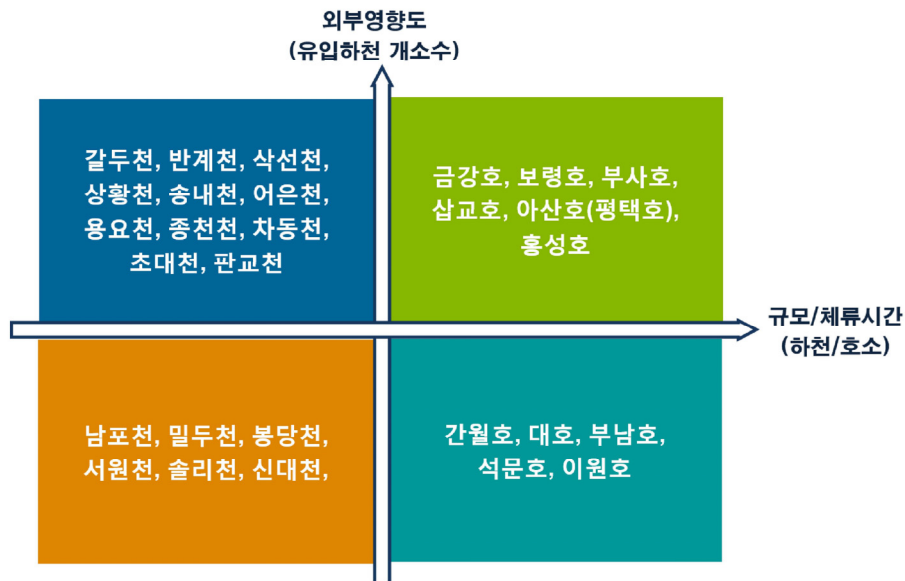 외부영향도
(유입하천 개소수)
갈두천, 반계천, 삭선천,
상황천, 송내천, 어은천,
용요천, 종천천, 차동천,
초대천, 판교천
금강호, 보령호, 부사호,
삽교호, 아산호(평택호),
홍성호
규모/체류시간
(하천/호소)
남포천, 밀두천, 봉당천,
서원천, 솔리천, 신대천,
간월호, 대호, 부남호,
석문호, 이원호